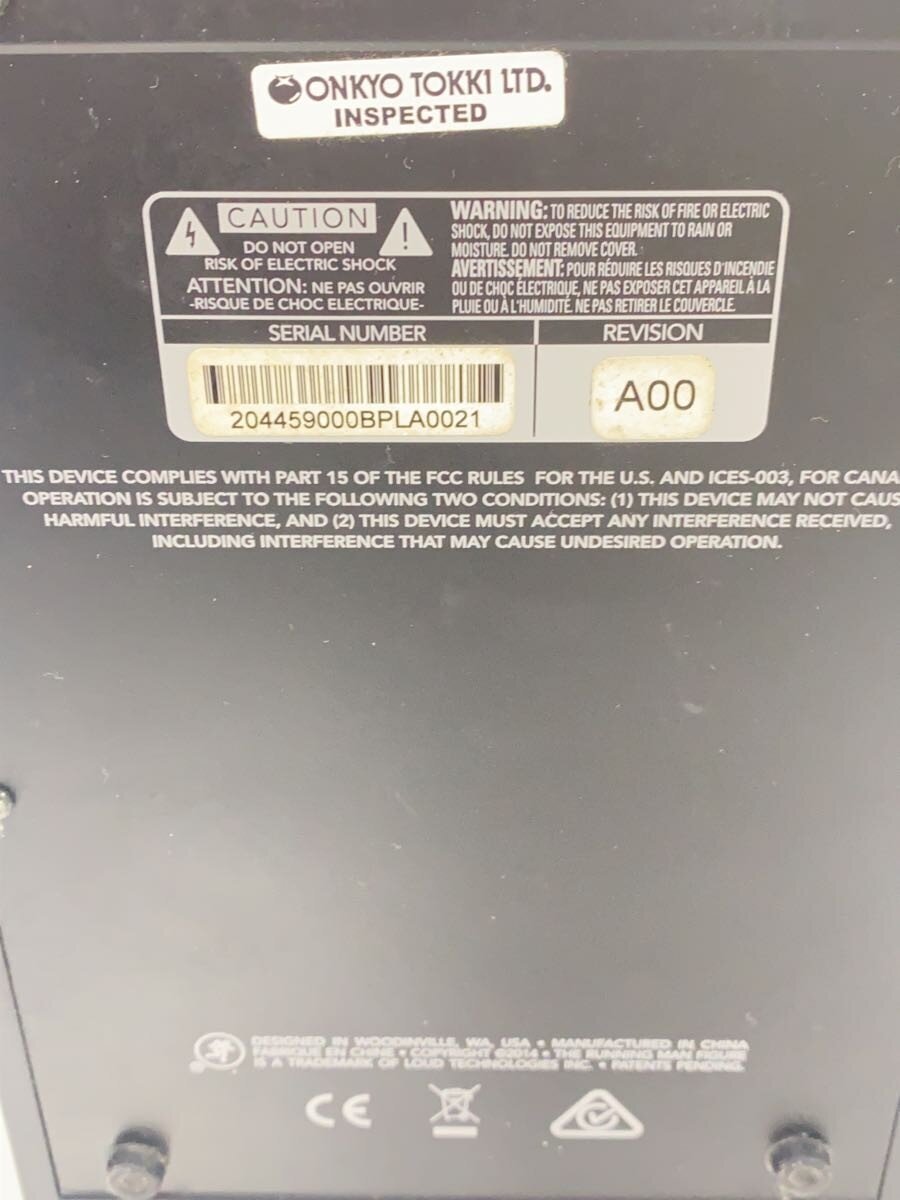 ONKYO TOKKI LTD.
INSPECTED
CAUTION
DO NOT OPEN
RISK OF ELECTRIC SHOCK
ATTENTION: NE PAS OUVRIR
-RISQUE DE CHOC ELECTRIQUE-
WARNING: TO REDUCE THE RISK OF FIRE OR ELECTRIC
SHOCK, DO NOT EXPOSE THIS EQUIPMENT TO RAIN OR
MOISTURE. DO NOT REMOVE COVER.
AVERTISSEMENT: POUR RÉDUIRE LES RISQUES D'INCENDIE
OU DE CHOC ÉLECTRIQUE, NE PAS EXPOSER CET APPAREIL À LA
PLUIE OU À L'HUMIDITÉ. NE PAS RETIRER LE COUVERCLE.
SERIAL NUMBER
REVISION
204459000BPLA0021
A00
THIS DEVICE COMPLIES WITH PART 15 OF THE FCC RULES FOR THE U.S. AND ICES-003, FOR CANA
OPERATION IS SUBJECT TO THE FOLLOWING TWO CONDITIONS: (1) THIS DEVICE MAY NOT CAUS
HARMFUL INTERFERENCE, AND (2) THIS DEVICE MUST ACCEPT ANY INTERFERENCE RECEIVED,
INCLUDING INTERFERENCE THAT MAY CAUSE UNDESIRED OPERATION.
DESIGNED IN WOODINVILLE, WA, USA • MANUFACTURED IN CHINA
FABRIQUE EN CHINE • COPYRIGHT ©2014 • THE RUNNING MAN FIGURE
IS A TRADEMARK OF LOUD TECHNOLOGIES INC. • PATENTS PENDING.
CE